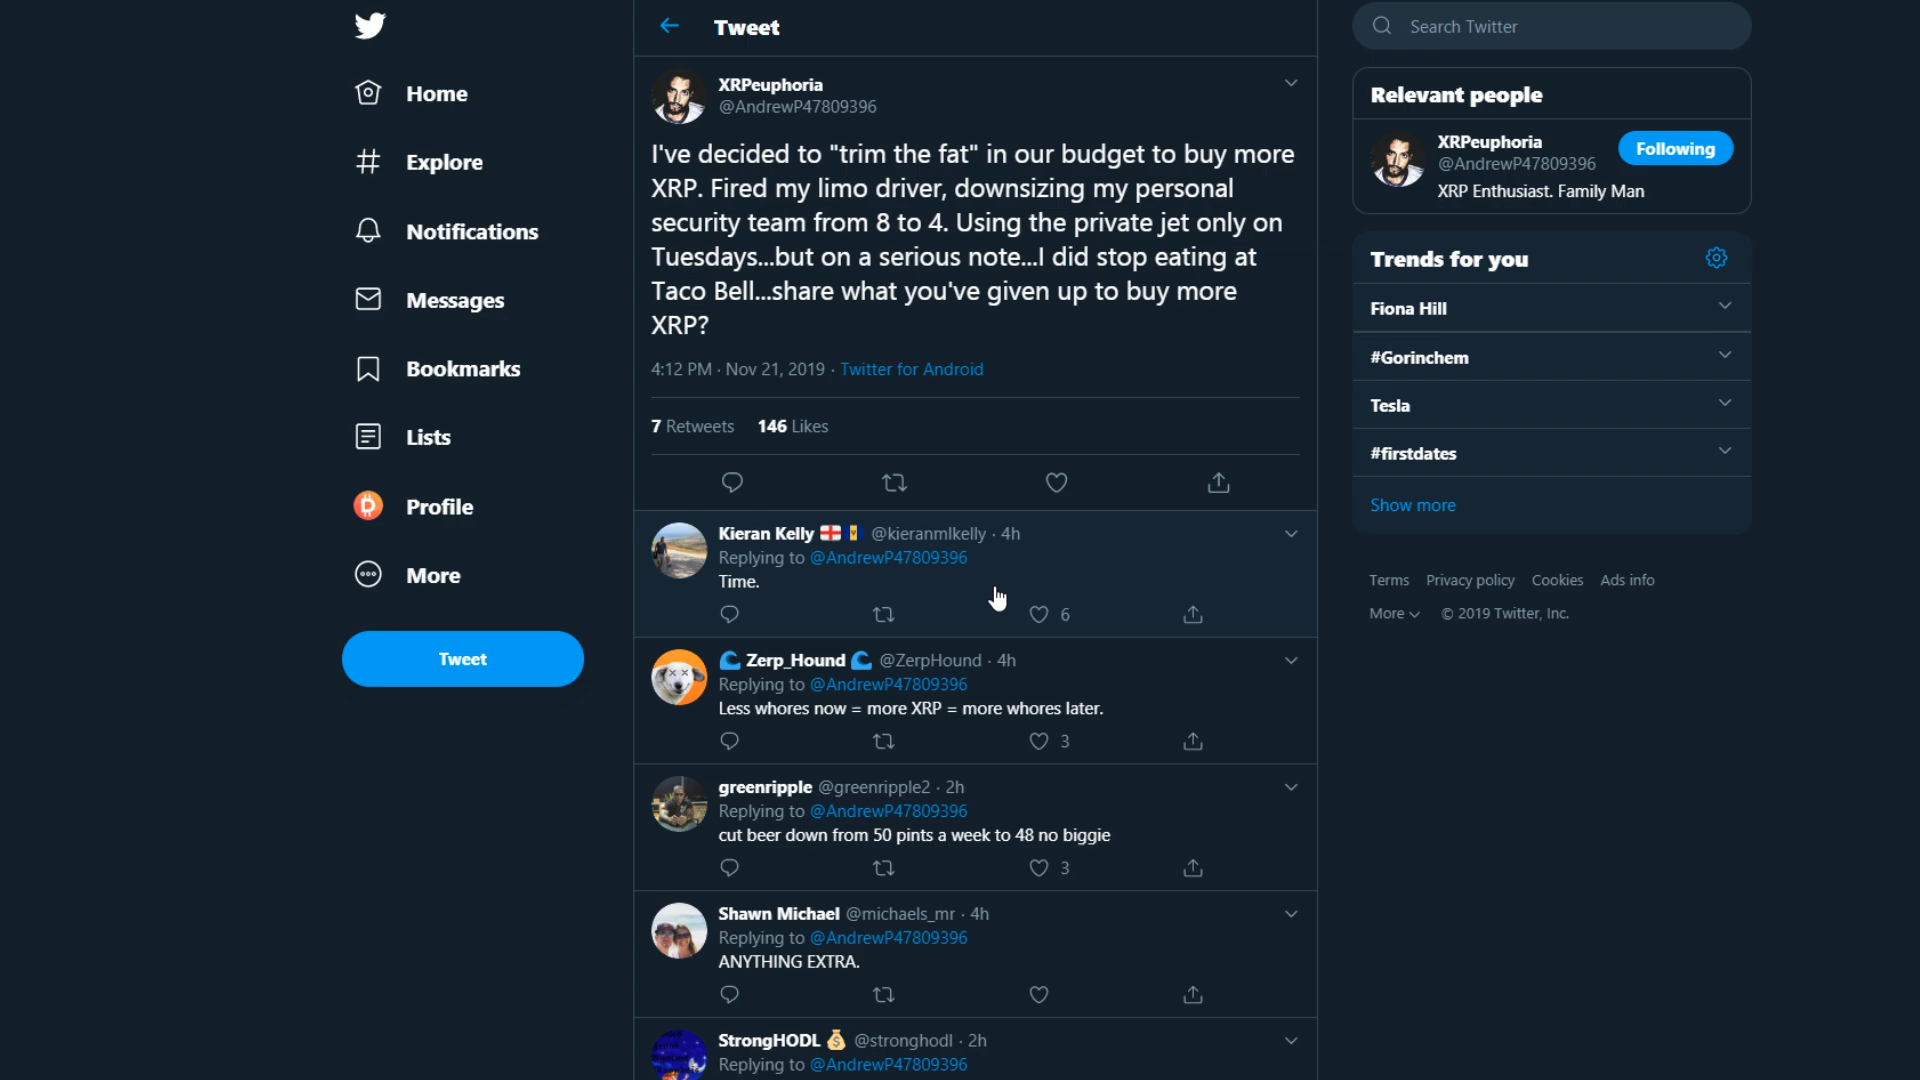 Home
Explore
Notifications
Messages
Bookmarks
Lists
Profile
More
Tweet
Tweet
XRPeuphoria
@AndrewP47809396
I've decided to "trim the fat" in our budget to buy more
XRP. Fired my limo driver, downsizing my personal
security team from 8 to 4. Using the private jet only on
Tuesdays...but on a serious note...I did stop eating at
Taco Bell...share what you've given up to buy more
XRP?
4:12 PM · Nov 21, 2019 · Twitter for Android
7 Retweets 146 Likes
Kieran Kelly @kieranmlkelly · 4h
Replying to @AndrewP47809396
Time.
6
Zerp_Hound @ZerpHound · 4h
Replying to @AndrewP47809396
Less whores now = more XRP = more whores later.
3
greenripple @greenripple2 · 2h
Replying to @AndrewP47809396
cut beer down from 50 pints a week to 48 no biggie
3
Shawn Michael @michaels_mr · 4h
Replying to @AndrewP47809396
ANYTHING EXTRA.
StrongHODL @stronghodl · 2h
Replying to @AndrewP47809396
Search Twitter
Relevant people
XRPeuphoria
@AndrewP47809396
Following
XRP Enthusiast. Family Man
Trends for you
Fiona Hill
#Gorinchem
Tesla
#firstdates
Show more
Terms Privacy policy Cookies Ads info
More © 2019 Twitter, Inc.